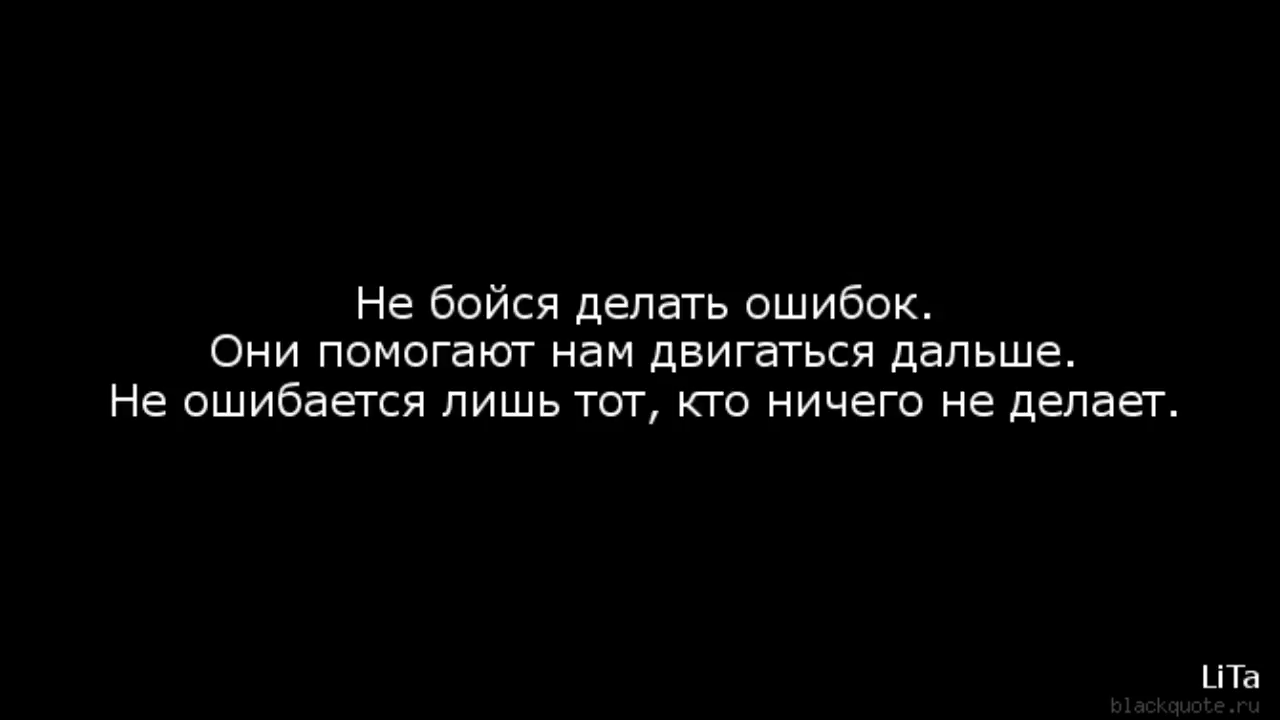 Не бойся делать ошибок.
Они помогают нам двигаться дальше.
Не ошибается лишь тот, кто ничего не делает.
LiTa
blackquote.ru